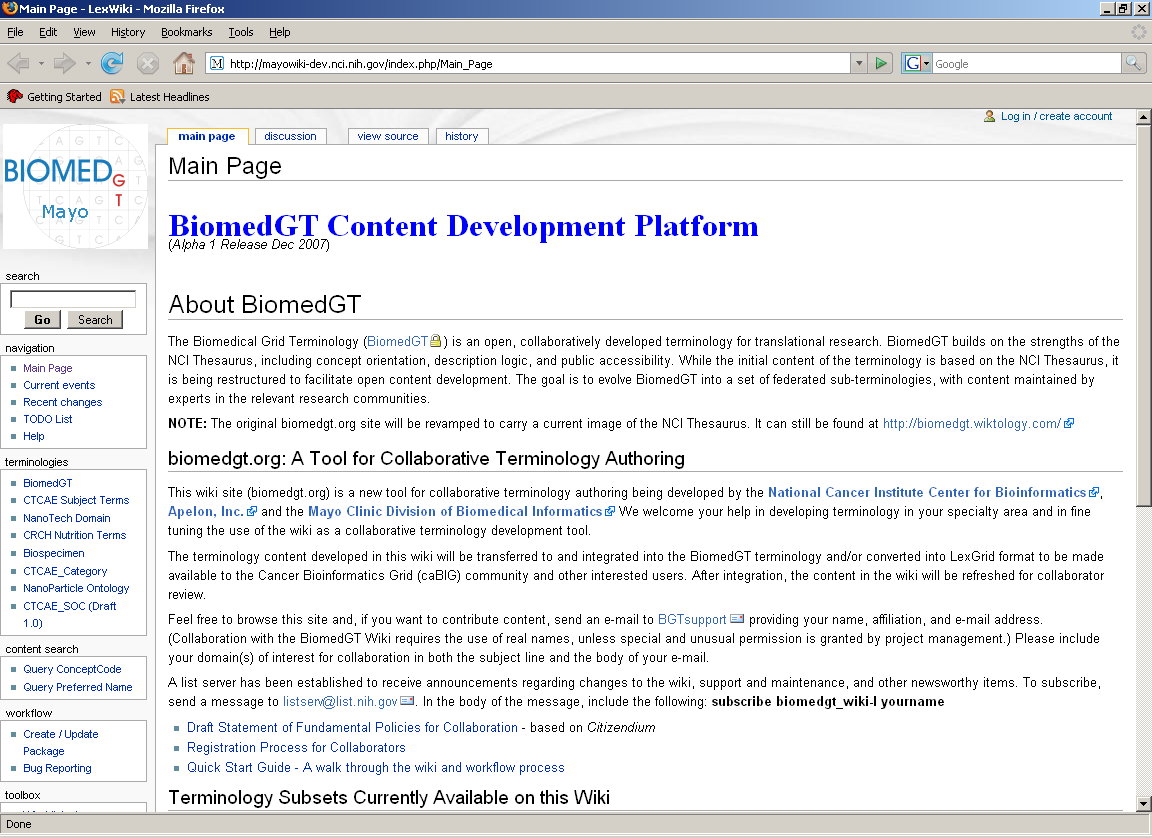 Main Page - LexWiki - Mozilla Firefox
File Edit View History Bookmarks Tools Help
http://mayowiki-dev.nci.nih.gov/index.php/Main_Page
Google
Getting Started Latest Headlines
Log in / create account
main page discussion view source history
BIOMEDGT
Mayo
search
Go Search
navigation
Main Page
Current events
Recent changes
TODO List
Help
terminologies
BiomedGT
CTCAE Subject Terms
NanoTech Domain
CRCH Nutrition Terms
Biospecimen
CTCAE_Category
NanoParticle Ontology
CTCAE_SOC (Draft
1.0)
content search
Query ConceptCode
Query Preferred Name
workflow
Create / Update
Package
Bug Reporting
toolbox
Main Page
BiomedGT Content Development Platform
(Alpha 1 Release Dec 2007)
About BiomedGT
The Biomedical Grid Terminology (BiomedGT) is an open, collaboratively developed terminology for translational research. BiomedGT builds on the strengths of the
NCI Thesaurus, including concept orientation, description logic, and public accessibility. While the initial content of the terminology is based on the NCI Thesaurus, it
is being restructured to facilitate open content development. The goal is to evolve BiomedGT into a set of federated sub-terminologies, with content maintained by
experts in the relevant research communities.
NOTE: The original biomedgt.org site will be revamped to carry a current image of the NCI Thesaurus. It can still be found at http://biomedgt.wiktology.com/
biomedgt.org: A Tool for Collaborative Terminology Authoring
This wiki site (biomedgt.org) is a new tool for collaborative terminology authoring being developed by the National Cancer Institute Center for Bioinformatics,
Apelon, Inc. and the Mayo Clinic Division of Biomedical Informatics We welcome your help in developing terminology in your specialty area and in fine
tuning the use of the wiki as a collaborative terminology development tool.
The terminology content developed in this wiki will be transferred to and integrated into the BiomedGT terminology and/or converted into LexGrid format to be made
available to the Cancer Bioinformatics Grid (caBIG) community and other interested users. After integration, the content in the wiki will be refreshed for collaborator
review.
Feel free to browse this site and, if you want to contribute content, send an e-mail to BGTsupport providing your name, affiliation, and e-mail address.
(Collaboration with the BiomedGT Wiki requires the use of real names, unless special and unusual permission is granted by project management.) Please include
your domain(s) of interest for collaboration in both the subject line and the body of your e-mail.
A list server has been established to receive announcements regarding changes to the wiki, support and maintenance, and other newsworthy items. To subscribe,
send a message to listserv@list.nih.gov. In the body of the message, include the following: subscribe biomedgt_wiki-l yourname
Draft Statement of Fundamental Policies for Collaboration - based on Citizendium
Registration Process for Collaborators
Quick Start Guide - A walk through the wiki and workflow process
Terminology Subsets Currently Available on this Wiki
Done